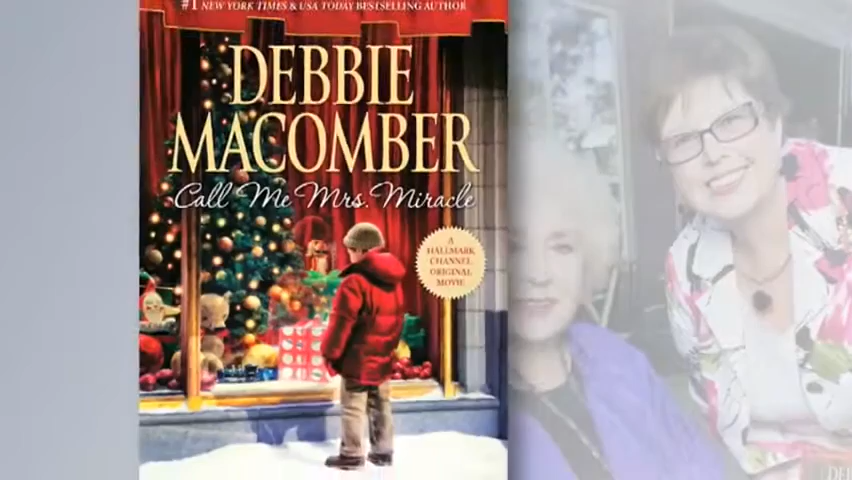 #1 NEW YORK TIMES & USA TODAY BESTSELLING AUTHOR
DEBBIE
MACOMBER
Call Me Mrs. Miracle
A
HALLMARK
CHANNEL
ORIGINAL
MOVIE